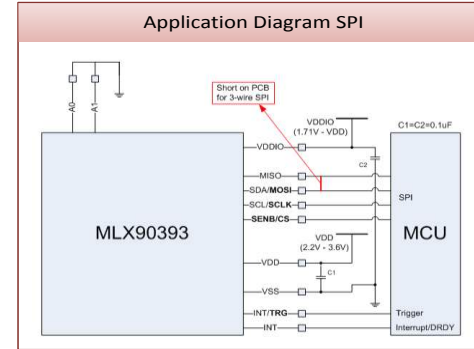 Application Diagram SPI
Short on PCB
for 3-wire SPI
A0
A1
VDDIO
(1.71V - VDD)
C1=C2=0.1uF
VDDIO
C2
MISO
SDA/MOSI
SPI
SCL/SCLK
SENB/CS
MLX90393
MCU
VDD
(2.2V - 3.6V)
VDD
C1
VSS
INT/TRG
Trigger
INT
Interrupt/DRDY